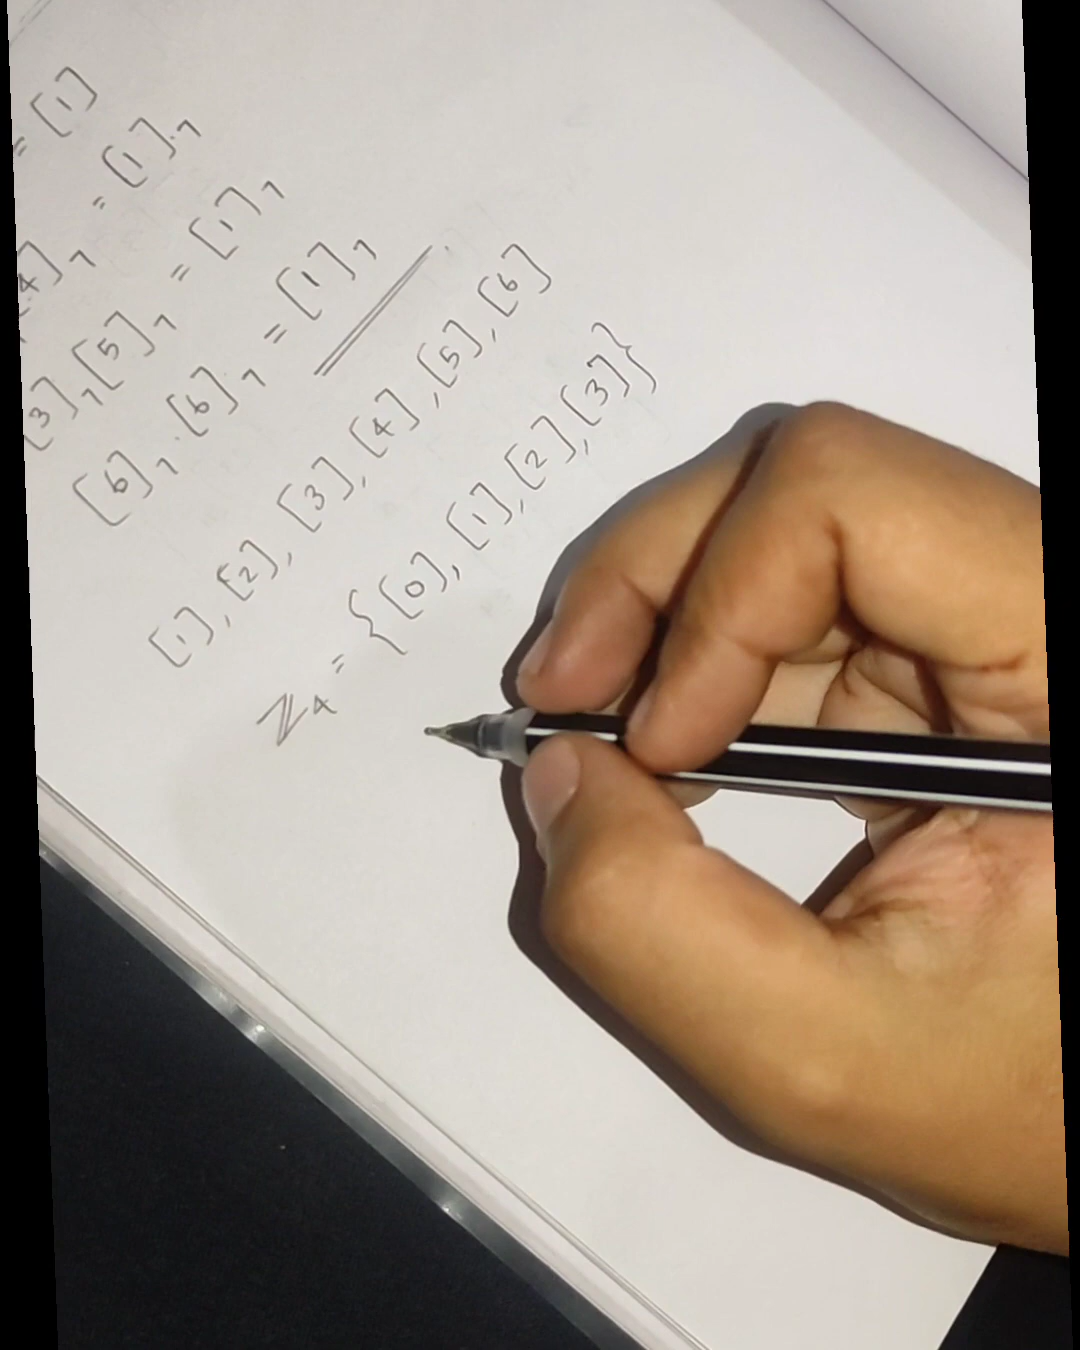 = [1]
4]₇ = [1]₇
[3]₇[5]₇ = [1]₇
[6]₇.[6]₇ = [1]₇
[1], [2], [3], [4], [5], [6]
ℤ₄ = {[0], [1], [2], [3]}